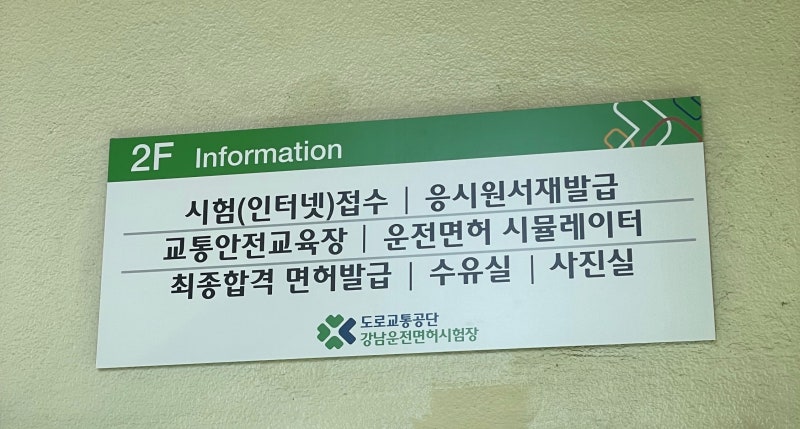 2F Information
시험(인터넷)접수 | 응시원서재발급
교통안전교육장 | 운전면허 시뮬레이터
최종합격 면허발급 | 수유실 | 사진실
도로교통공단
강남운전면허시험장